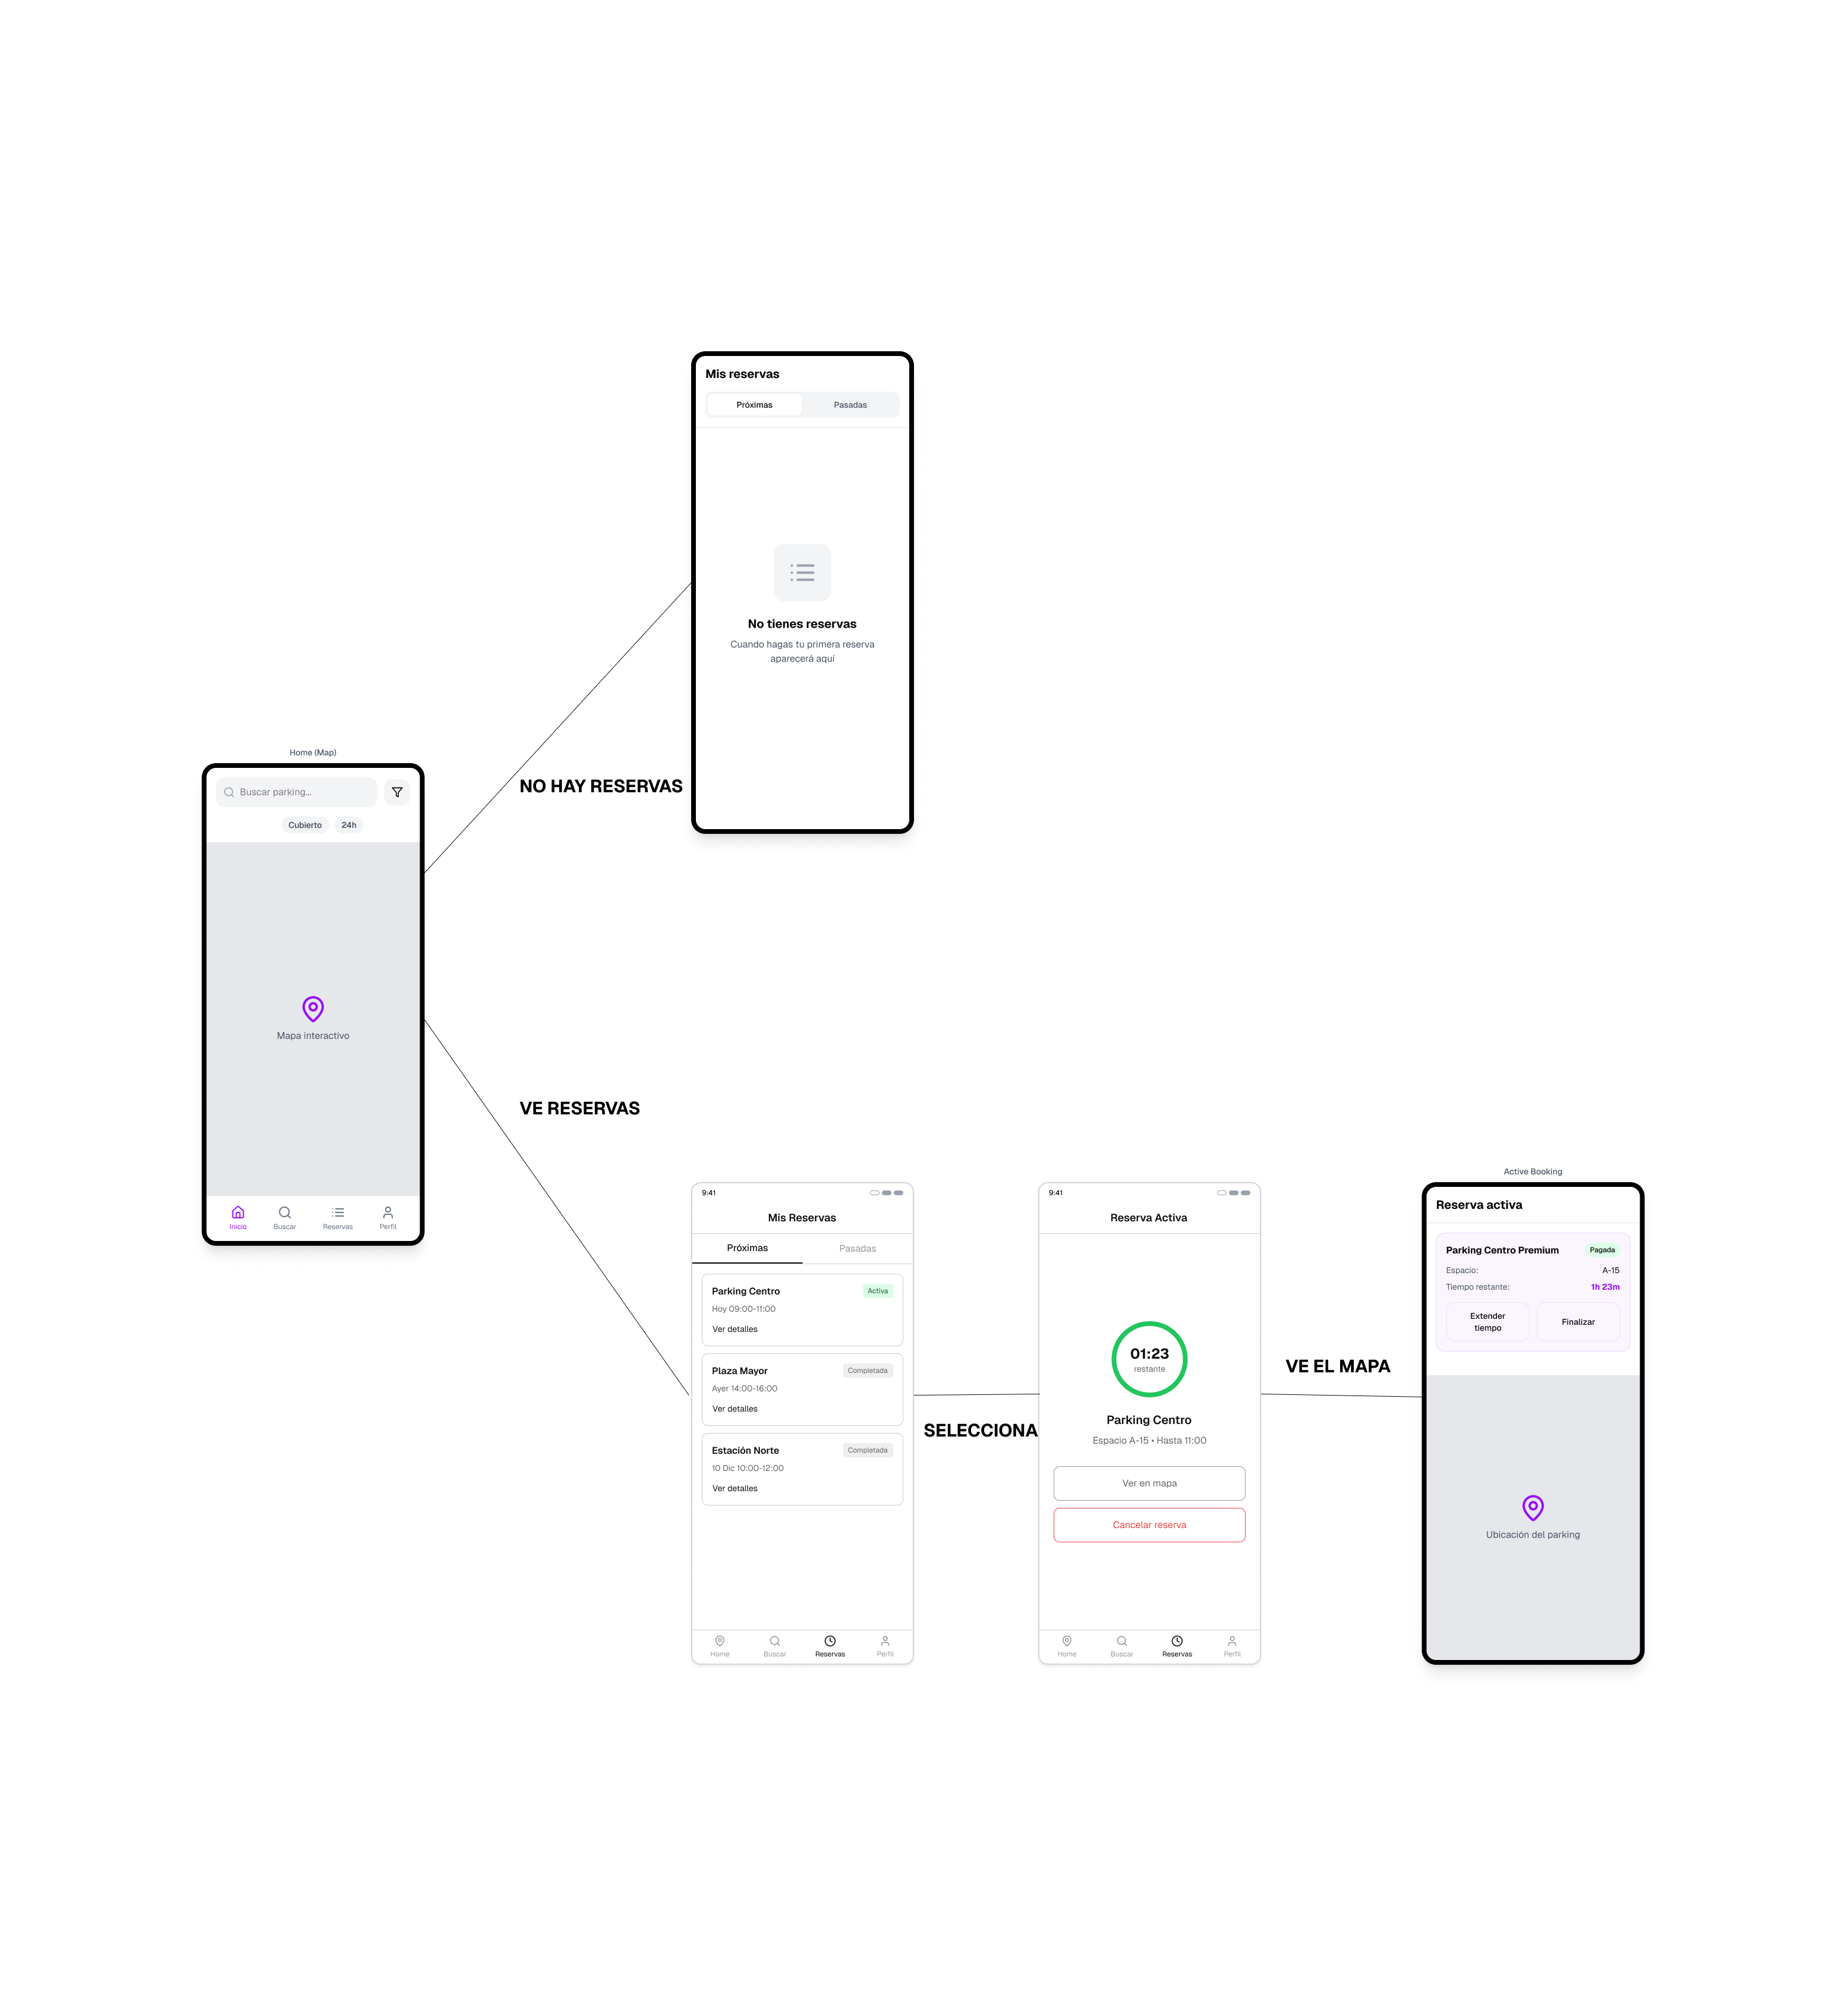 Mis reservas
Próximas
Pasadas
No tienes reservas
Cuando hagas tu primera reserva
aparecerá aquí
Home (Map)
Buscar parking...
Cubierto
24h
Mapa interactivo
Inicio
Buscar
Reservas
Perfil
NO HAY RESERVAS
VE RESERVAS
9:41
Mis Reservas
Próximas
Pasadas
Parking Centro
Activa
Hoy 09:00-11:00
Ver detalles
Plaza Mayor
Completada
Ayer 14:00-16:00
Ver detalles
Estación Norte
Completada
10 Dic 10:00-12:00
Ver detalles
Home
Buscar
Reservas
Perfil
SELECCIONA
9:41
Reserva Activa
01:23
restante
Parking Centro
Espacio A-15 • Hasta 11:00
Ver en mapa
Cancelar reserva
Home
Buscar
Reservas
Perfil
VE EL MAPA
Active Booking
Reserva activa
Parking Centro Premium
Pagada
Espacio:
A-15
Tiempo restante:
1h 23m
Extender
tiempo
Finalizar
Ubicación del parking